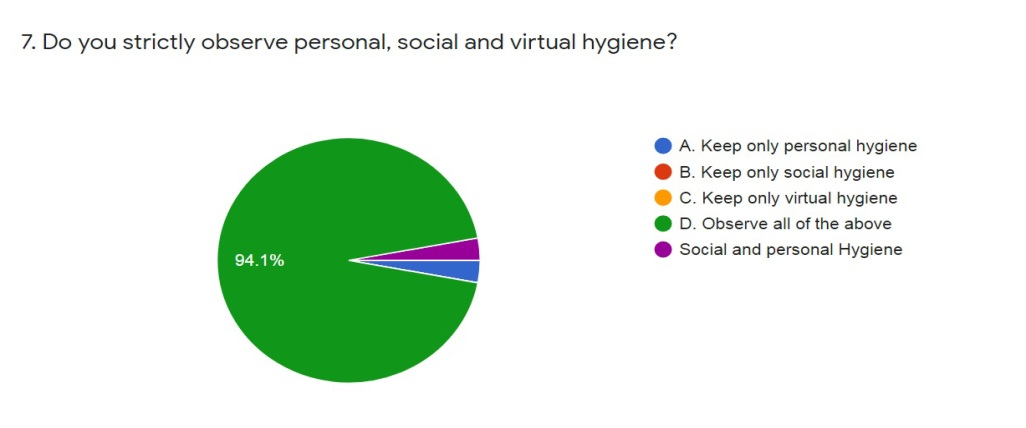 7. Do you strictly observe personal, social and virtual hygiene?
94.1%
A. Keep only personal hygiene
B. Keep only social hygiene
C. Keep only virtual hygiene
D. Observe all of the above
Social and personal Hygiene